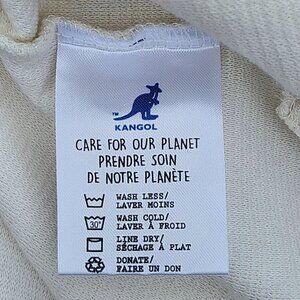 ™
KANGOL
CARE FOR OUR PLANET
PRENDRE SOIN
DE NOTRE PLANÈTE
WASH LESS/
LAVER MOINS
30°
WASH COLD/
LAVER À FROID
LINE DRY/
SÉCHAGE À PLAT
DONATE/
FAIRE UN DON